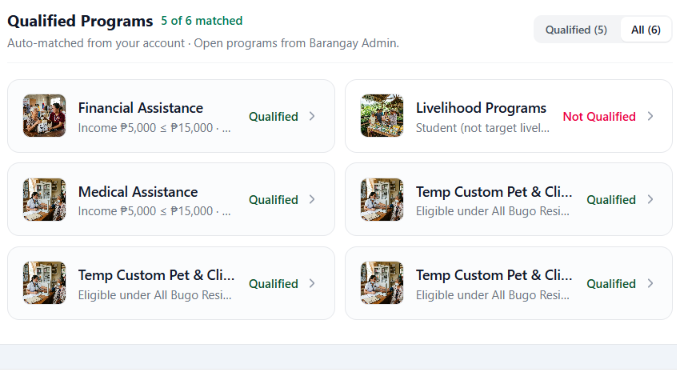 Qualified Programs 5 of 6 matched
Auto-matched from your account · Open programs from Barangay Admin.
Qualified (5) All (6)
Financial Assistance
Income ₱5,000 ≤ ₱15,000 · ...
Qualified
Livelihood Programs
Student (not target livel...
Not Qualified
Medical Assistance
Income ₱5,000 ≤ ₱15,000 · ...
Qualified
Temp Custom Pet & Cli...
Eligible under All Bugo Resi...
Qualified
Temp Custom Pet & Cli...
Eligible under All Bugo Resi...
Qualified
Temp Custom Pet & Cli...
Eligible under All Bugo Resi...
Qualified